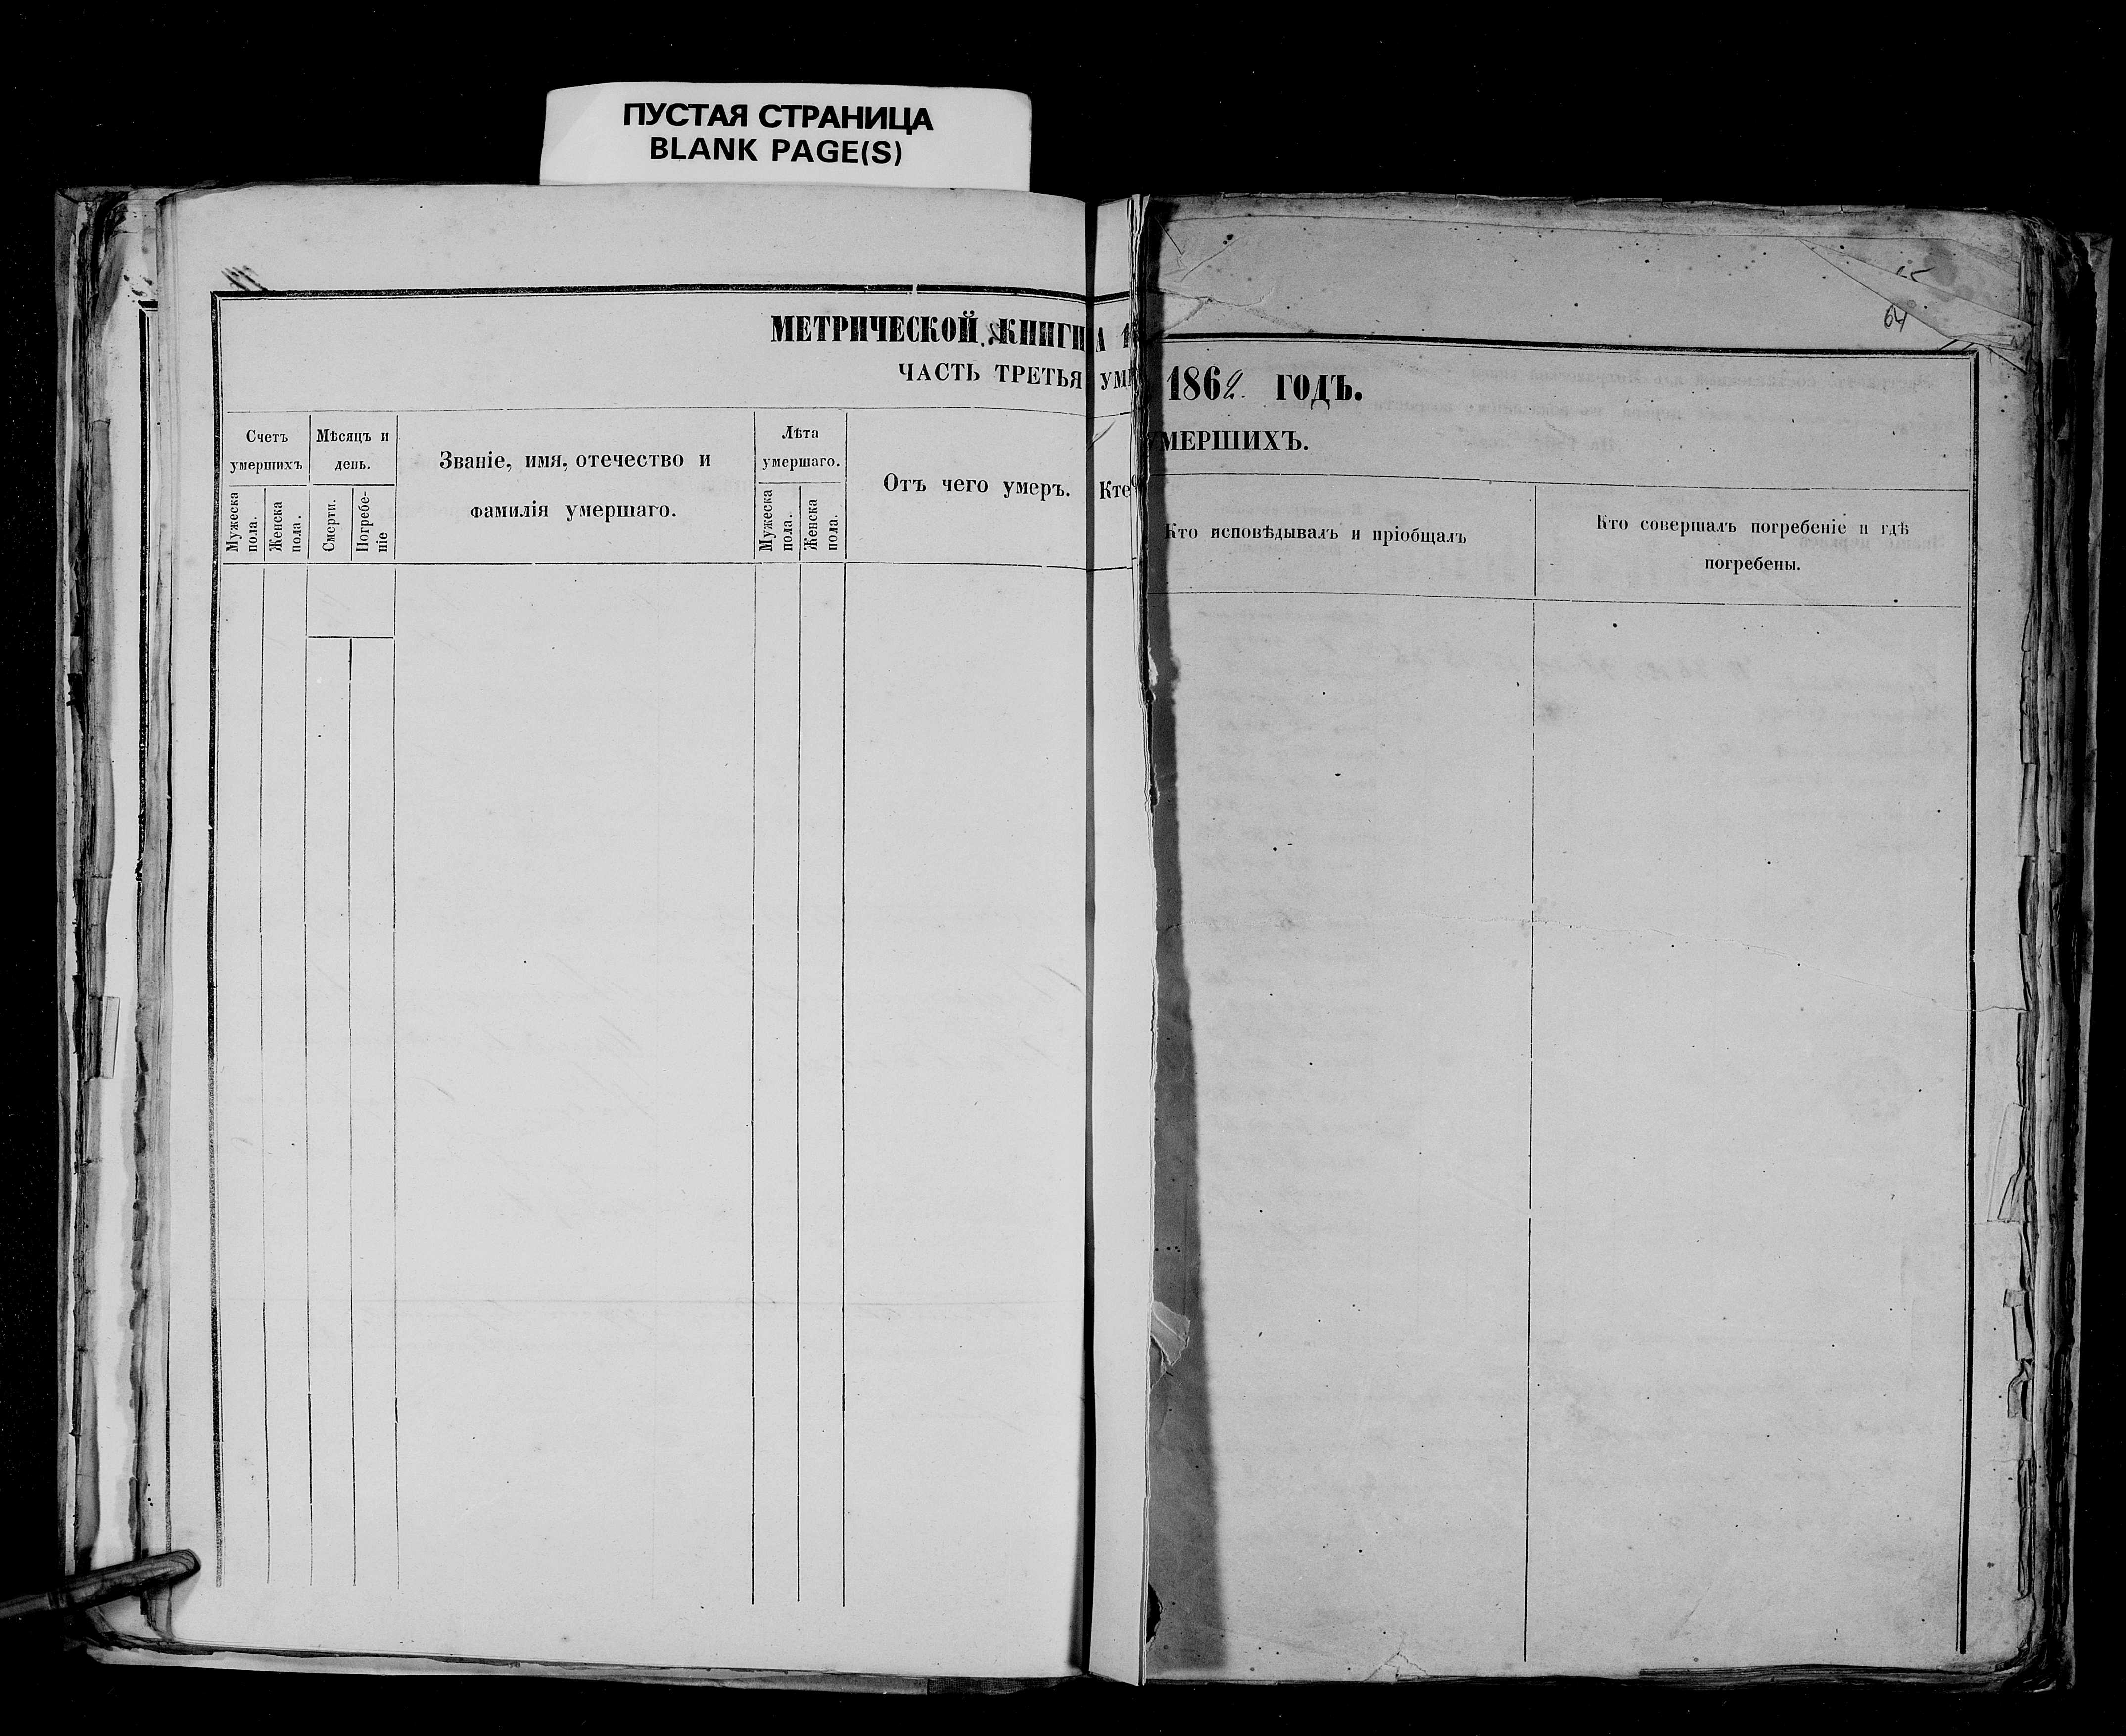 ПУСТАЯ СТРАНИЦА
BLANK PAGE(S)
МЕТРИЧЕСКОЙ КНИГИ
ЧАСТЬ ТРЕТЬЯ
Счетъ умершихъ
Мужеска пола.
Женска пола.
Мѣсяцъ и день.
Смерти.
Погребе-
ніе
Званіе, имя, отечество и
фамилія умершаго.
Лѣта умершаго.
Мужеска пола.
Женска пола.
Отъ чего умеръ.
64
1862 ГОДЪ.
УМЕРШИХЪ.
Кто исповѣдывалъ и пріобщалъ
Кто совершалъ погребеніе и гдѣ
погребены.